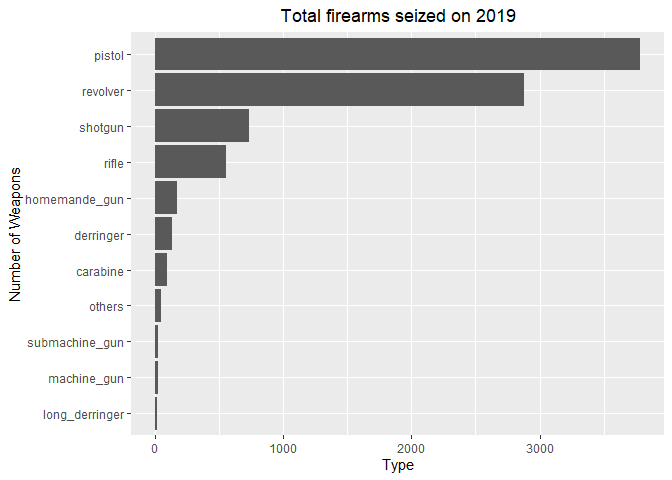 Total firearms seized on 2019
Number of Weapons
pistol
revolver
shotgun
rifle
homemande_gun
derringer
carabine
others
submachine_gun
machine_gun
long_derringer
0 1000 2000 3000
Type